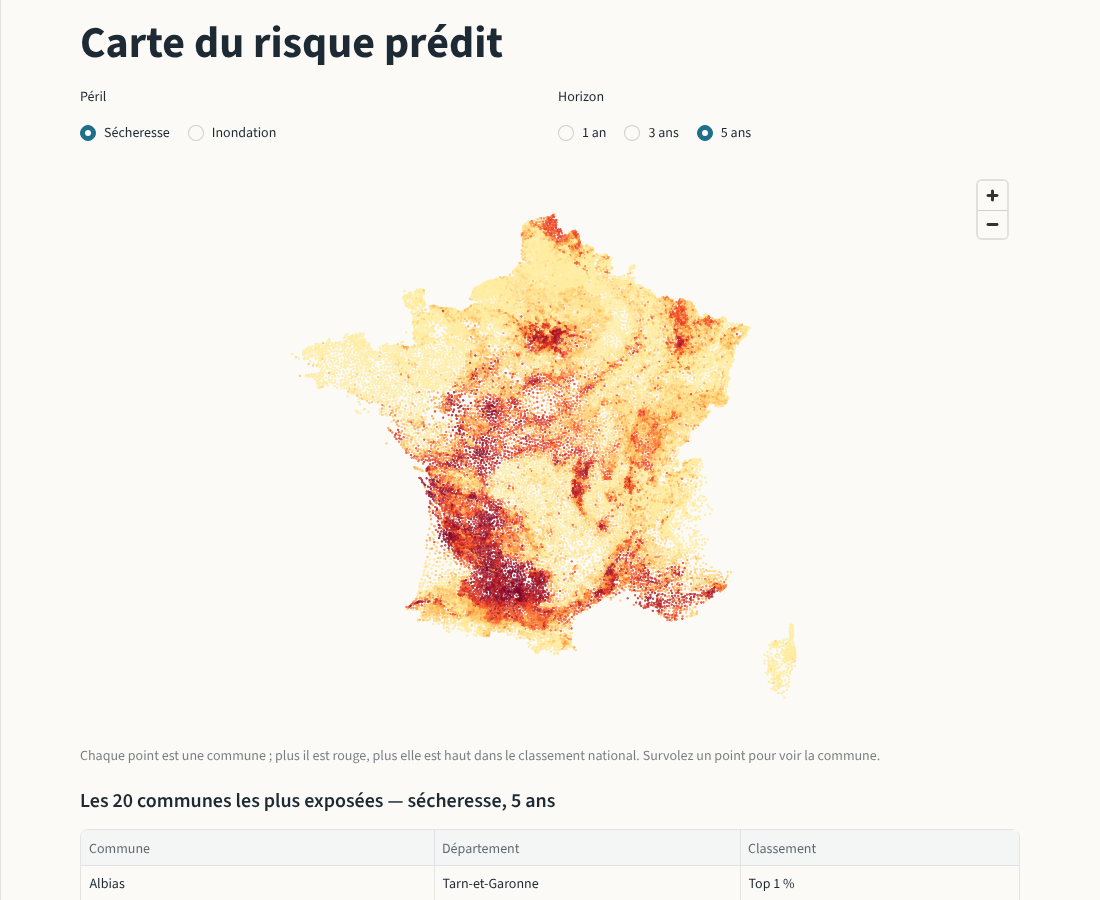 Carte du risque prédit
Péril
Horizon
Sécheresse
Inondation
1 an
3 ans
5 ans
+
−
Chaque point est une commune ; plus il est rouge, plus elle est haut dans le classement national. Survolez un point pour voir la commune.
Les 20 communes les plus exposées — sécheresse, 5 ans
Commune
Département
Classement
Albias
Tarn-et-Garonne
Top 1 %